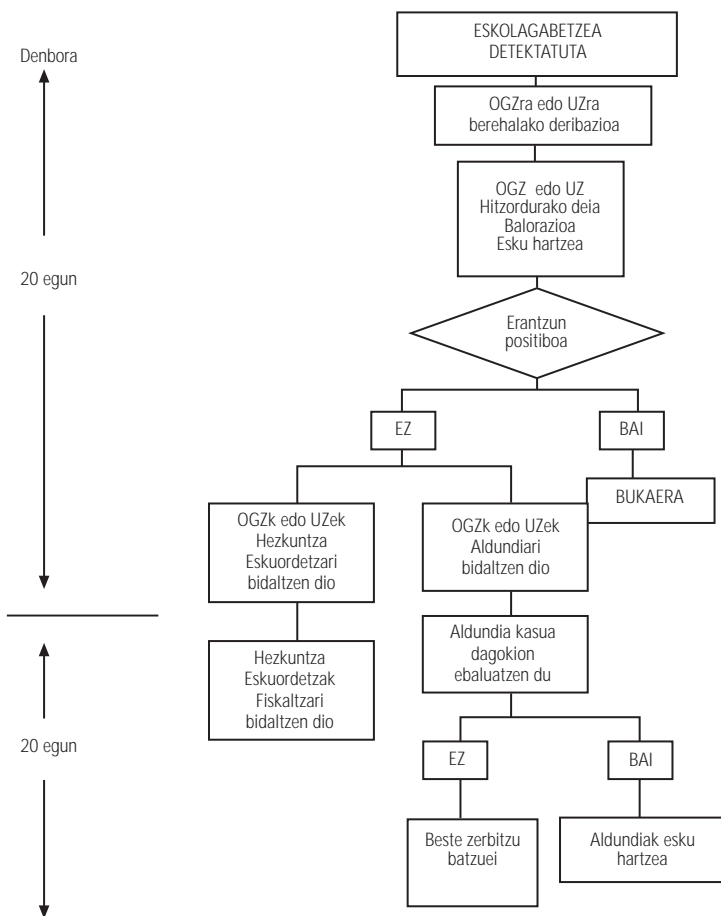 Denbora
ESKOLAGABETZEA
DETEKTATUTA
OGZra edo UZra
berehalako deribazioa
OGZ edo UZ
Hitzordurako deia
Balorazioa
Esku hartzea
20 egun
Erantzun
positiboa
EZ
BAI
BUKAERA
OGZk edo UZek
Hezkuntza
Eskuordetzari
bidaltzen dio
OGZk edo UZek
Aldundiari
bidaltzen dio
Hezkuntza
Eskuordetzak
Fiskaltzari
bidaltzen dio
Aldundia kasua
dagokion
ebaluatzen du
20 egun
EZ
BAI
Beste zerbitzu
batzuei
Aldundiak esku
hartzea